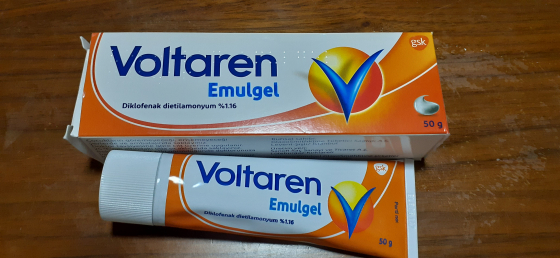 gsk
Voltaren
Emulgel
Diklofenak dietilamonyum %1.16
50 g
Voltaren
Emulgel
Diklofenak dietilamonyum %1.16
50 g